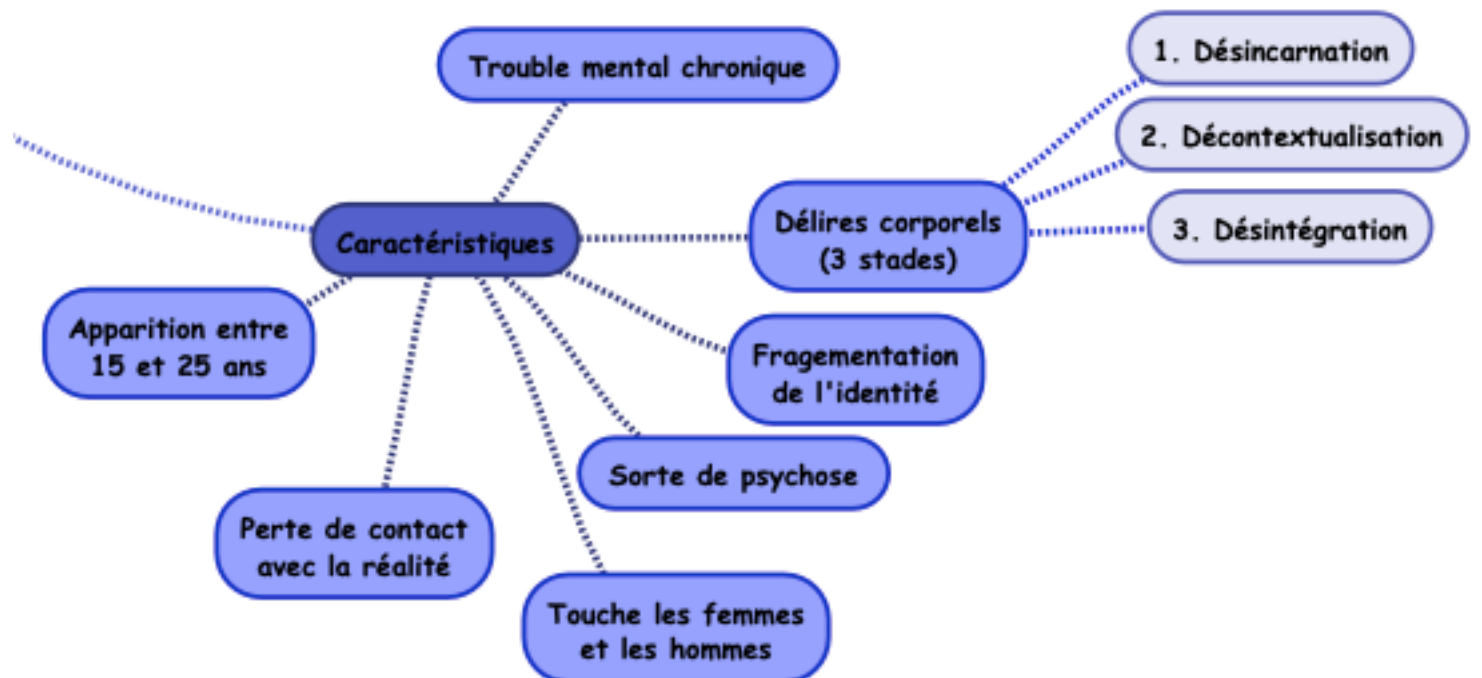 Trouble mental chronique
1. Désincarnation
2. Décontextualisation
Délires corporels
(3 stades)
3. Désintégration
Caractéristiques
Apparition entre
15 et 25 ans
Fragementation
de l'identité
Sorte de psychose
Perte de contact
avec la réalité
Touche les femmes
et les hommes